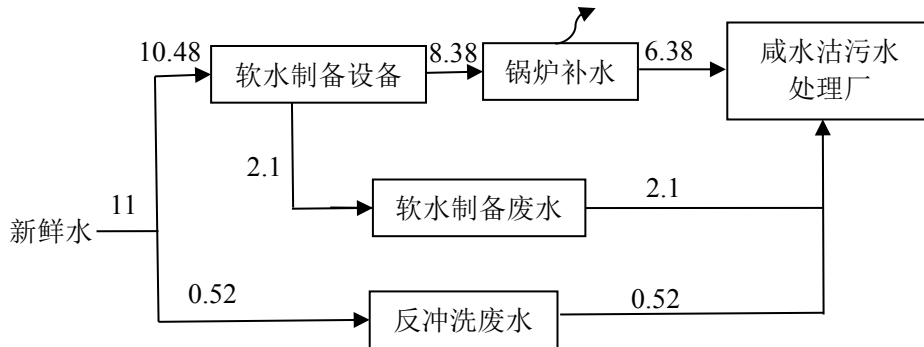 10.48
软水制备设备
8.38
锅炉补水
6.38
咸水沽污水
处理厂
2.1
软水制备废水
2.1
新鲜水
11
0.52
反冲洗废水
0.52